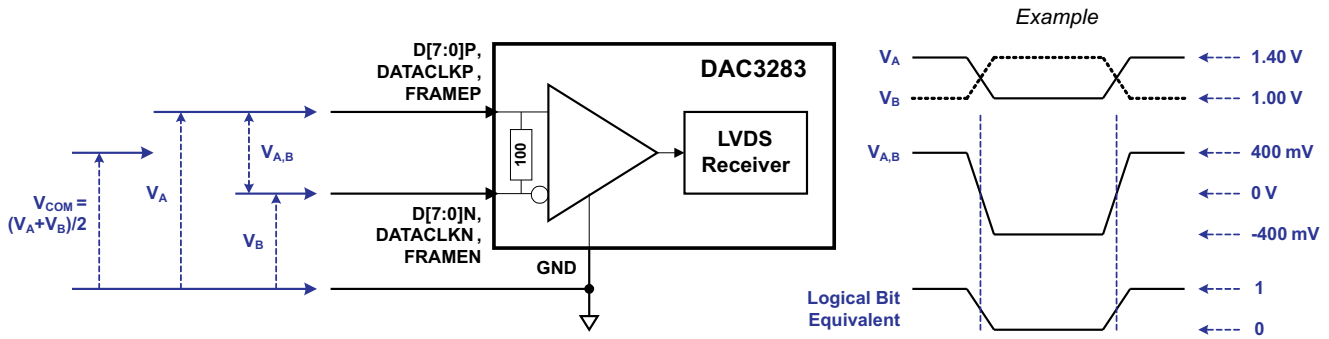 Example
D[7:0]P,
DATACLKP ,
FRAMEP
DAC3283
100
LVDS
Receiver
D[7:0]N,
DATACLKN ,
FRAMEN
GND
VCOM =
(VA+VB)/2
VA
VA,B
VB
VA
1.40 V
VB
1.00 V
VA,B
400 mV
0 V
-400 mV
Logical Bit
Equivalent
1
0